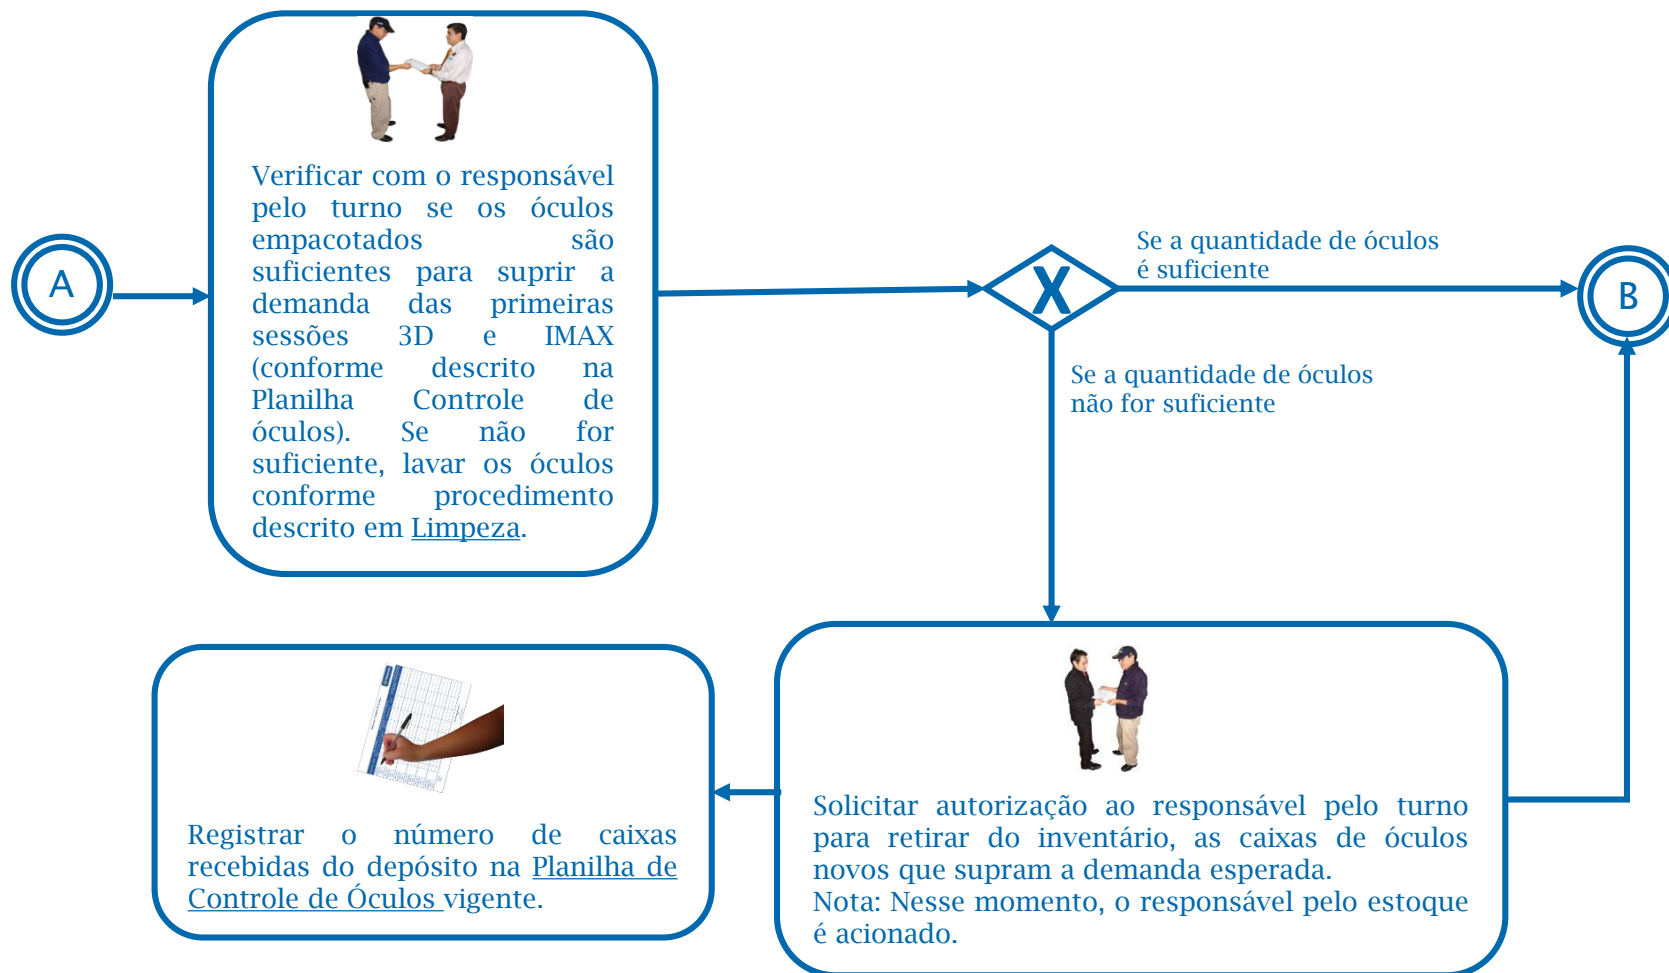 A
Verificar com o responsável
pelo turno se os óculos
empacotados são
suficientes para suprir a
demanda das primeiras
sessões 3D e IMAX
(conforme descrito na
Planilha Controle de
óculos). Se não for
suficiente, lavar os óculos
conforme procedimento
descrito em Limpeza.
X
Se a quantidade de óculos
é suficiente
B
Se a quantidade de óculos
não for suficiente
Solicitar autorização ao responsável pelo turno
para retirar do inventário, as caixas de óculos
novos que supram a demanda esperada.
Nota: Nesse momento, o responsável pelo estoque
é acionado.
Registrar o número de caixas
recebidas do depósito na Planilha de
Controle de Óculos vigente.